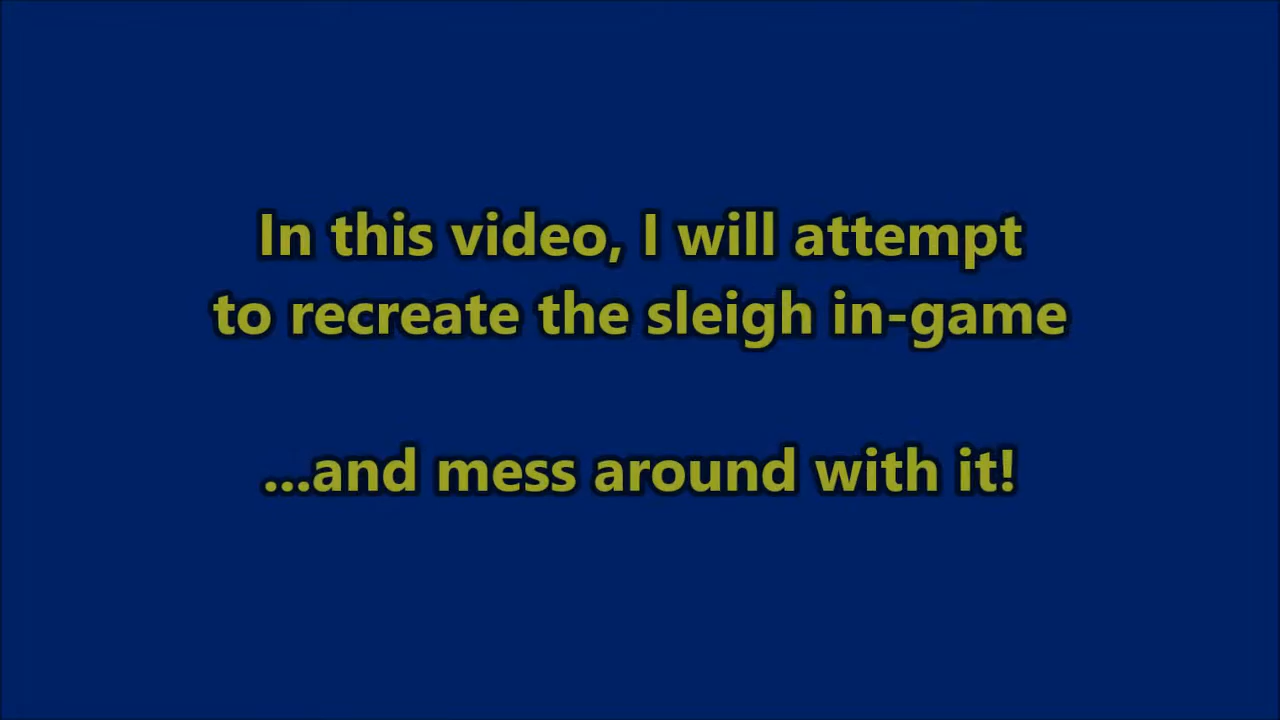 In this video, I will attempt
to recreate the sleigh in-game
...and mess around with it!